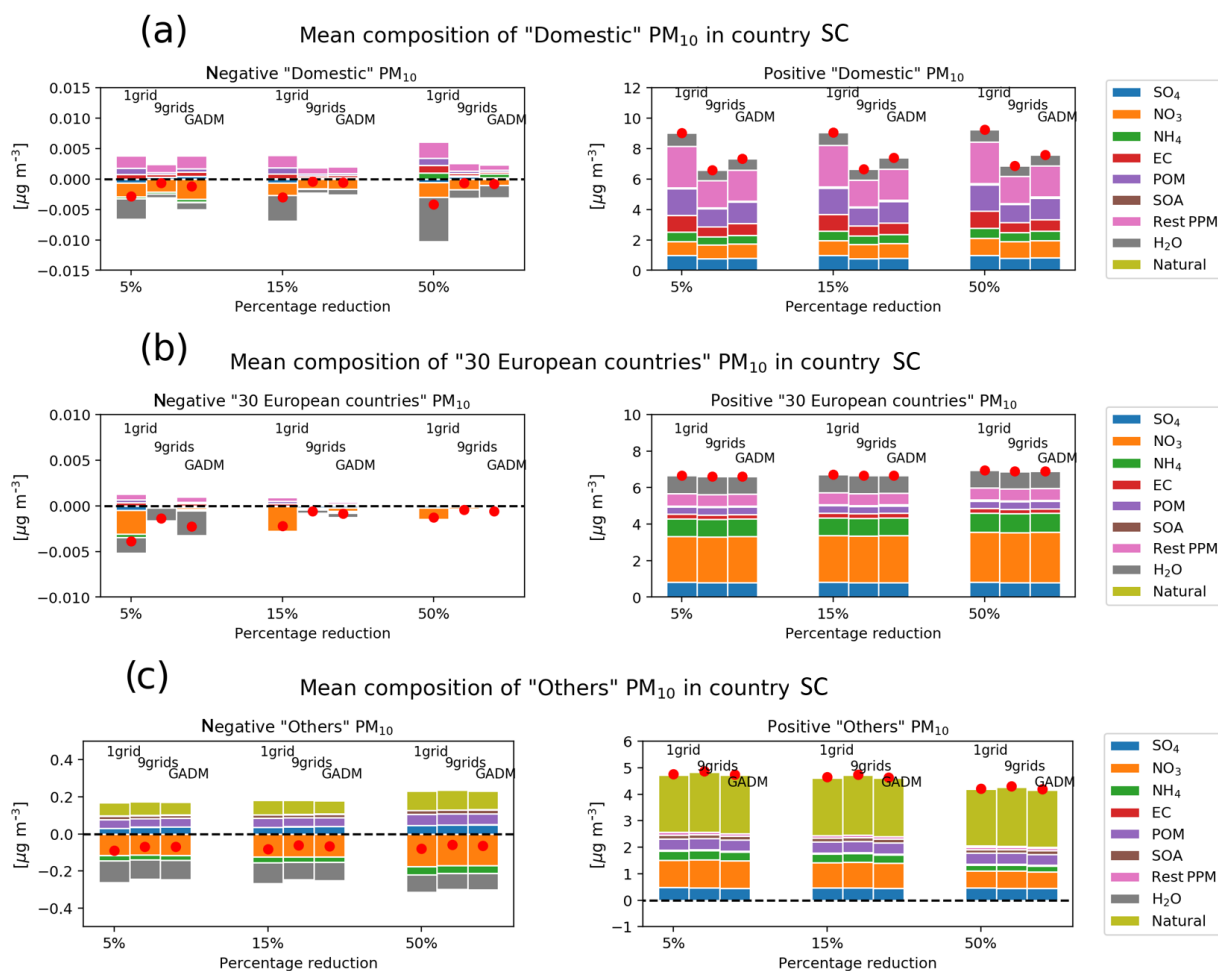 (a)
Mean composition of "Domestic" PM₁₀ in country SC
Negative "Domestic" PM₁₀
Positive "Domestic" PM₁₀
0.015
0.010
0.005
0.000
−0.005
−0.010
−0.015
[μg m⁻³]
1grid
9grids
GADM
1grid
9grids
GADM
1grid
9grids
GADM
5%
15%
50%
Percentage reduction
12
10
8
6
4
2
0
[μg m⁻³]
1grid
9grids
GADM
1grid
9grids
GADM
1grid
9grids
GADM
5%
15%
50%
Percentage reduction
SO₄
NO₃
NH₄
EC
POM
SOA
Rest PPM
H₂O
Natural
(b)
Mean composition of "30 European countries" PM₁₀ in country SC
Negative "30 European countries" PM₁₀
Positive "30 European countries" PM₁₀
0.010
0.005
0.000
−0.005
−0.010
[μg m⁻³]
1grid
9grids
GADM
1grid
9grids
GADM
1grid
9grids
GADM
5%
15%
50%
Percentage reduction
10
8
6
4
2
0
[μg m⁻³]
1grid
9grids
GADM
1grid
9grids
GADM
1grid
9grids
GADM
5%
15%
50%
Percentage reduction
SO₄
NO₃
NH₄
EC
POM
SOA
Rest PPM
H₂O
Natural
(c)
Mean composition of "Others" PM₁₀ in country SC
Negative "Others" PM₁₀
Positive "Others" PM₁₀
0.4
0.2
0.0
−0.2
−0.4
[μg m⁻³]
1grid
9grids
GADM
1grid
9grids
GADM
1grid
9grids
GADM
5%
15%
50%
Percentage reduction
6
5
4
3
2
1
0
−1
[μg m⁻³]
1grid
9grids
GADM
1grid
9grids
GADM
1grid
9grids
GADM
5%
15%
50%
Percentage reduction
SO₄
NO₃
NH₄
EC
POM
SOA
Rest PPM
H₂O
Natural